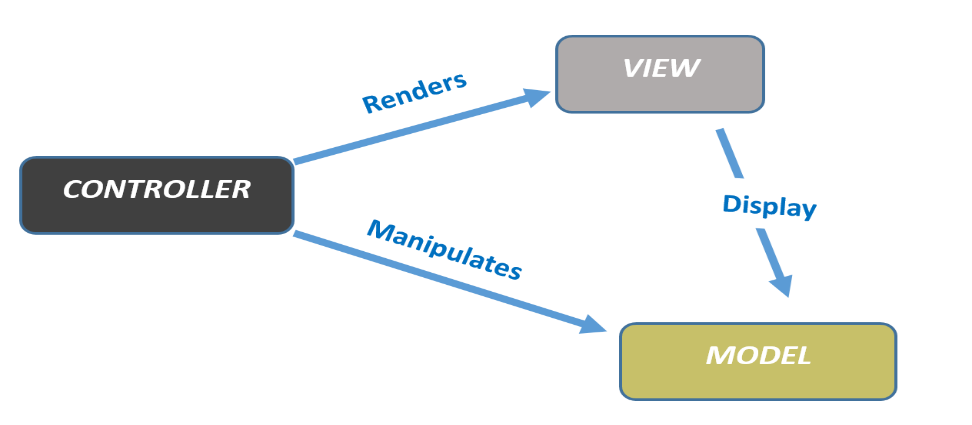 VIEW
Renders
CONTROLLER
Display
Manipulates
MODEL